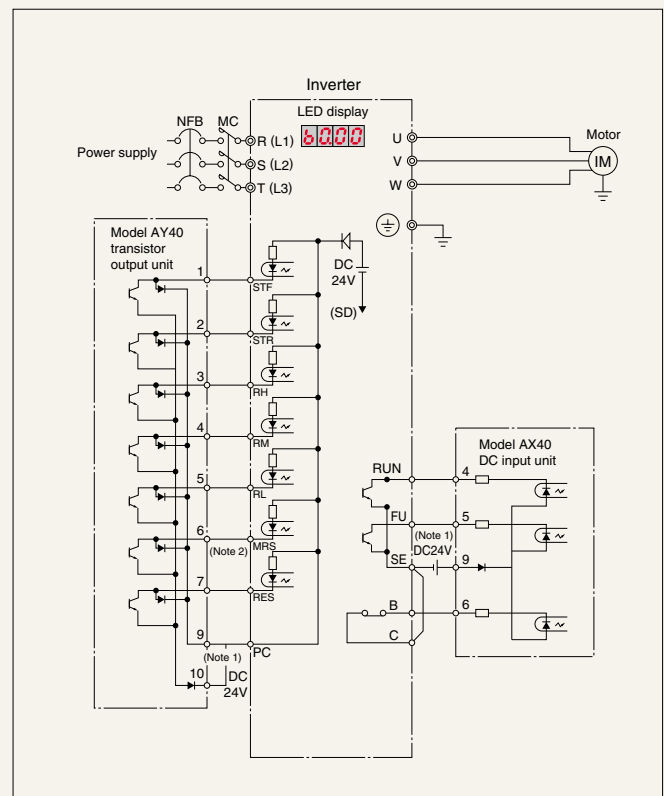 Inverter
LED display
b0.00
NFB MC
Power supply
R (L1)
S (L2)
T (L3)
U
V
W
Motor
IM
Model AY40
transistor
output unit
1
STF
2
STR
3
RH
4
RM
5
RL
6
(Note 2)
MRS
7
RES
9
(Note 1)
PC
10
DC
24V
DC
24V
(SD)
Model AX40
DC input unit
RUN
4
FU
5
(Note 1)
DC24V
SE
9
B
6
C